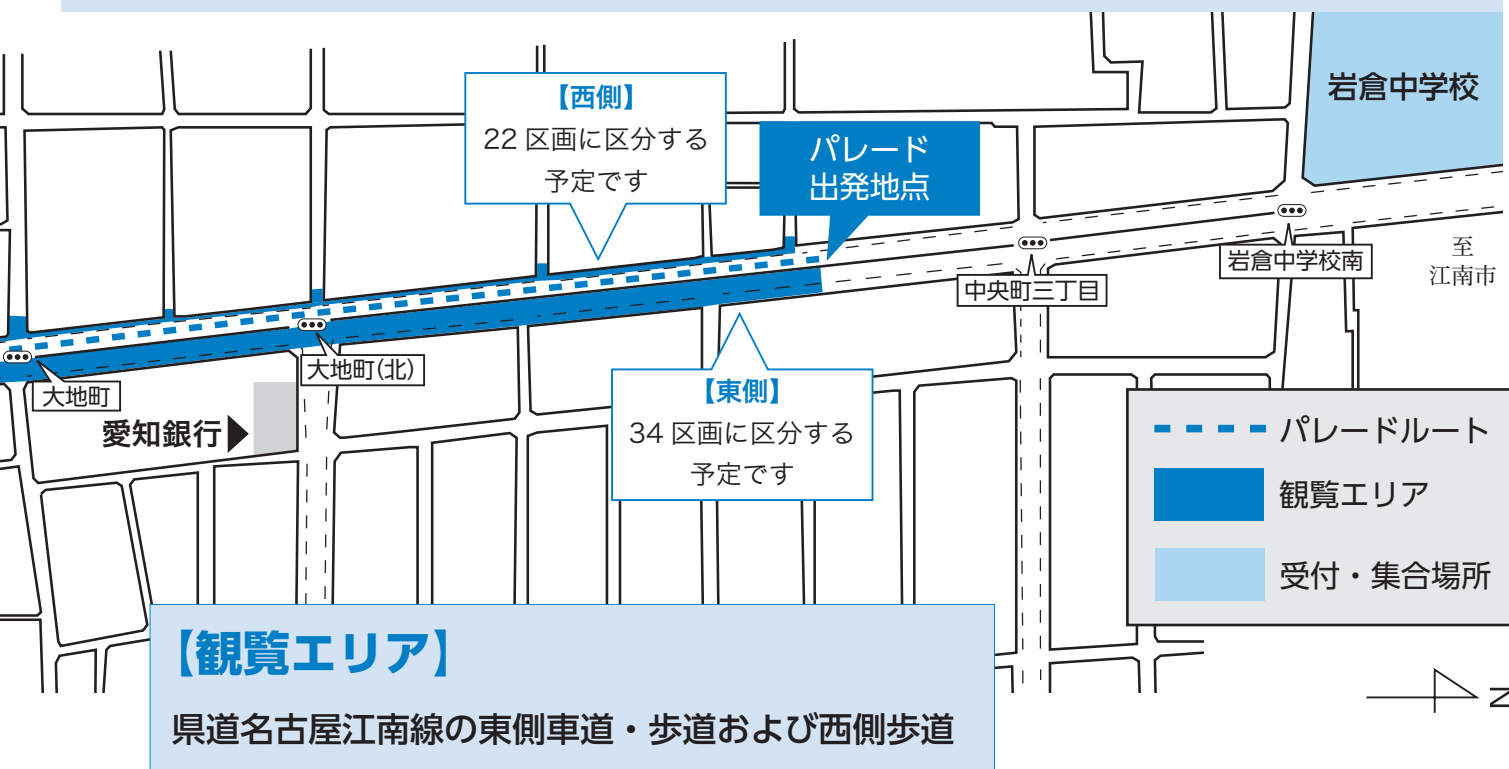 岩倉中学校
【西側】
22 区画に区分する
予定です
パレード
出発地点
至
江南市
岩倉中学校南
中央町三丁目
大地町(北)
大地町
愛知銀行
【東側】
34 区画に区分する
予定です
パレードルート
観覧エリア
受付・集合場所
【観覧エリア】
県道名古屋江南線の東側車道・歩道および西側歩道
N